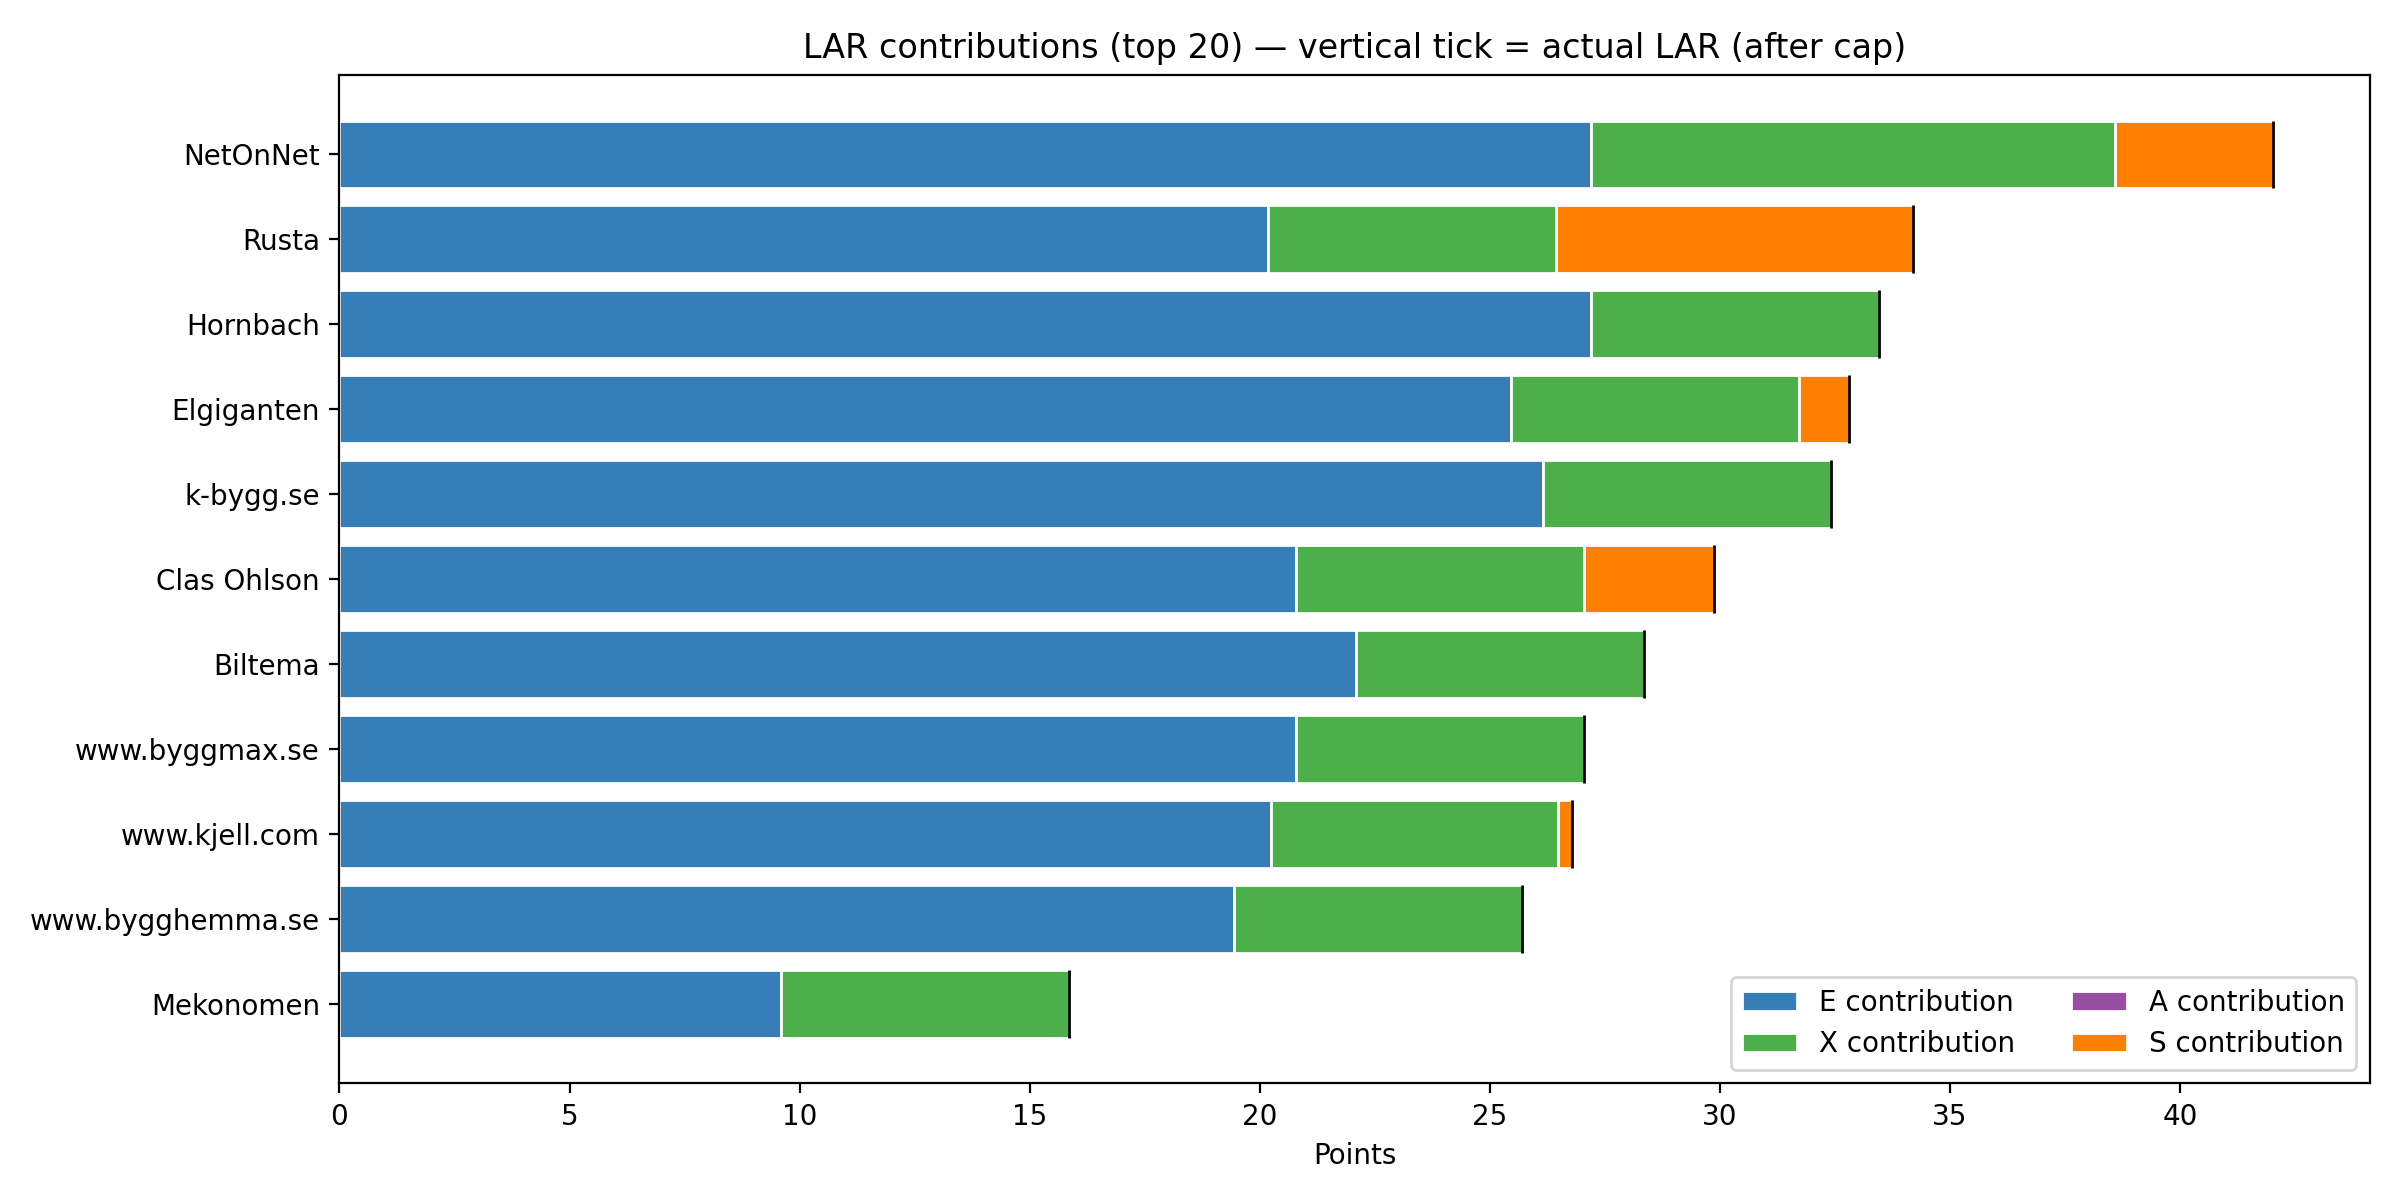 LAR contributions (top 20) — vertical tick = actual LAR (after cap)
NetOnNet
Rusta
Hornbach
Elgiganten
k-bygg.se
Clas Ohlson
Biltema
www.byggmax.se
www.kjell.com
www.bygghemma.se
Mekonomen
E contribution
X contribution
A contribution
S contribution
0 5 10 15 20 25 30 35 40
Points